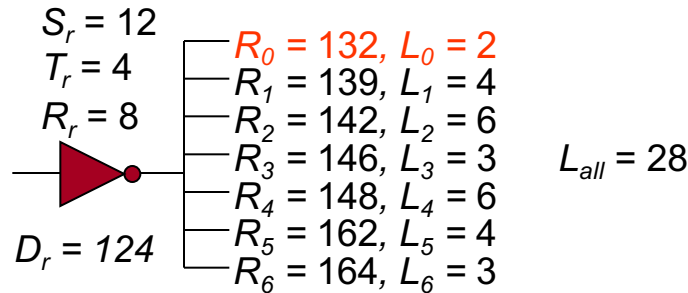 S_r = 12
T_r = 4
R_r = 8
D_r = 124
R_0 = 132, L_0 = 2
R_1 = 139, L_1 = 4
R_2 = 142, L_2 = 6
R_3 = 146, L_3 = 3
R_4 = 148, L_4 = 6
R_5 = 162, L_5 = 4
R_6 = 164, L_6 = 3
L_all = 28